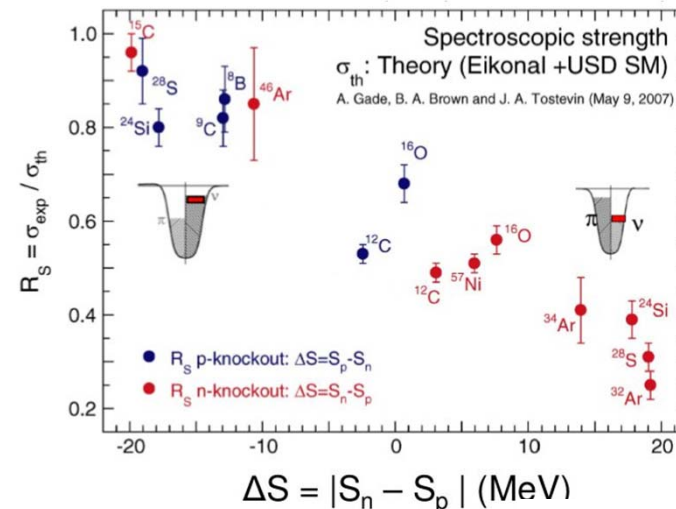 Spectroscopic strength
σth: Theory (Eikonal +USD SM)
A. Gade, B. A. Brown and J. A. Tostevin (May 9, 2007)
RS = σexp / σth
1.0
0.8
0.6
0.4
0.2
15C
28S
24Si
8B
9C
46Ar
16O
12C
16O
12C
57Ni
34Ar
24Si
28S
32Ar
π ν
π ν
RS p-knockout: ΔS=Sp-Sn
RS n-knockout: ΔS=Sn-Sp
-20 -10 0 10 20
ΔS = |Sn – Sp | (MeV)